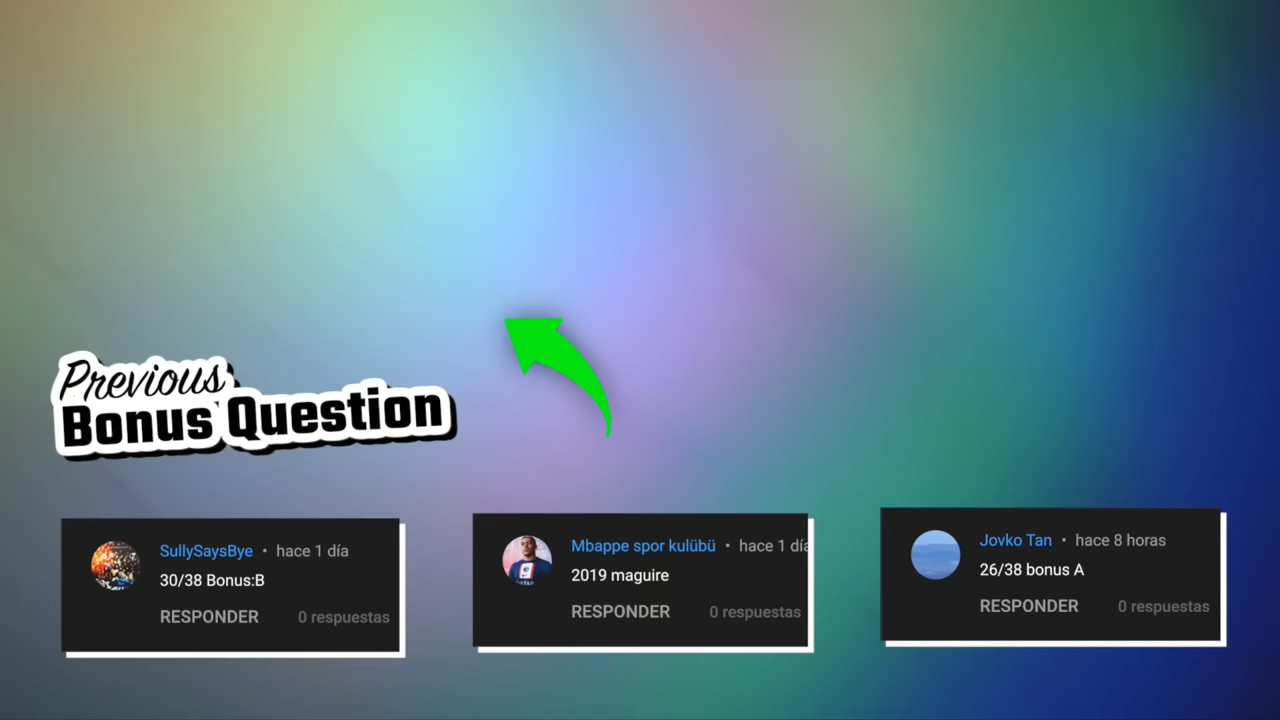 Previous
Bonus Question
SullySaysBye • hace 1 día
30/38 Bonus:B
RESPONDER 0 respuestas
Mbappe spor kulübü • hace 1 día
2019 maguire
RESPONDER 0 respuestas
Jovko Tan • hace 8 horas
26/38 bonus A
RESPONDER 0 respuestas